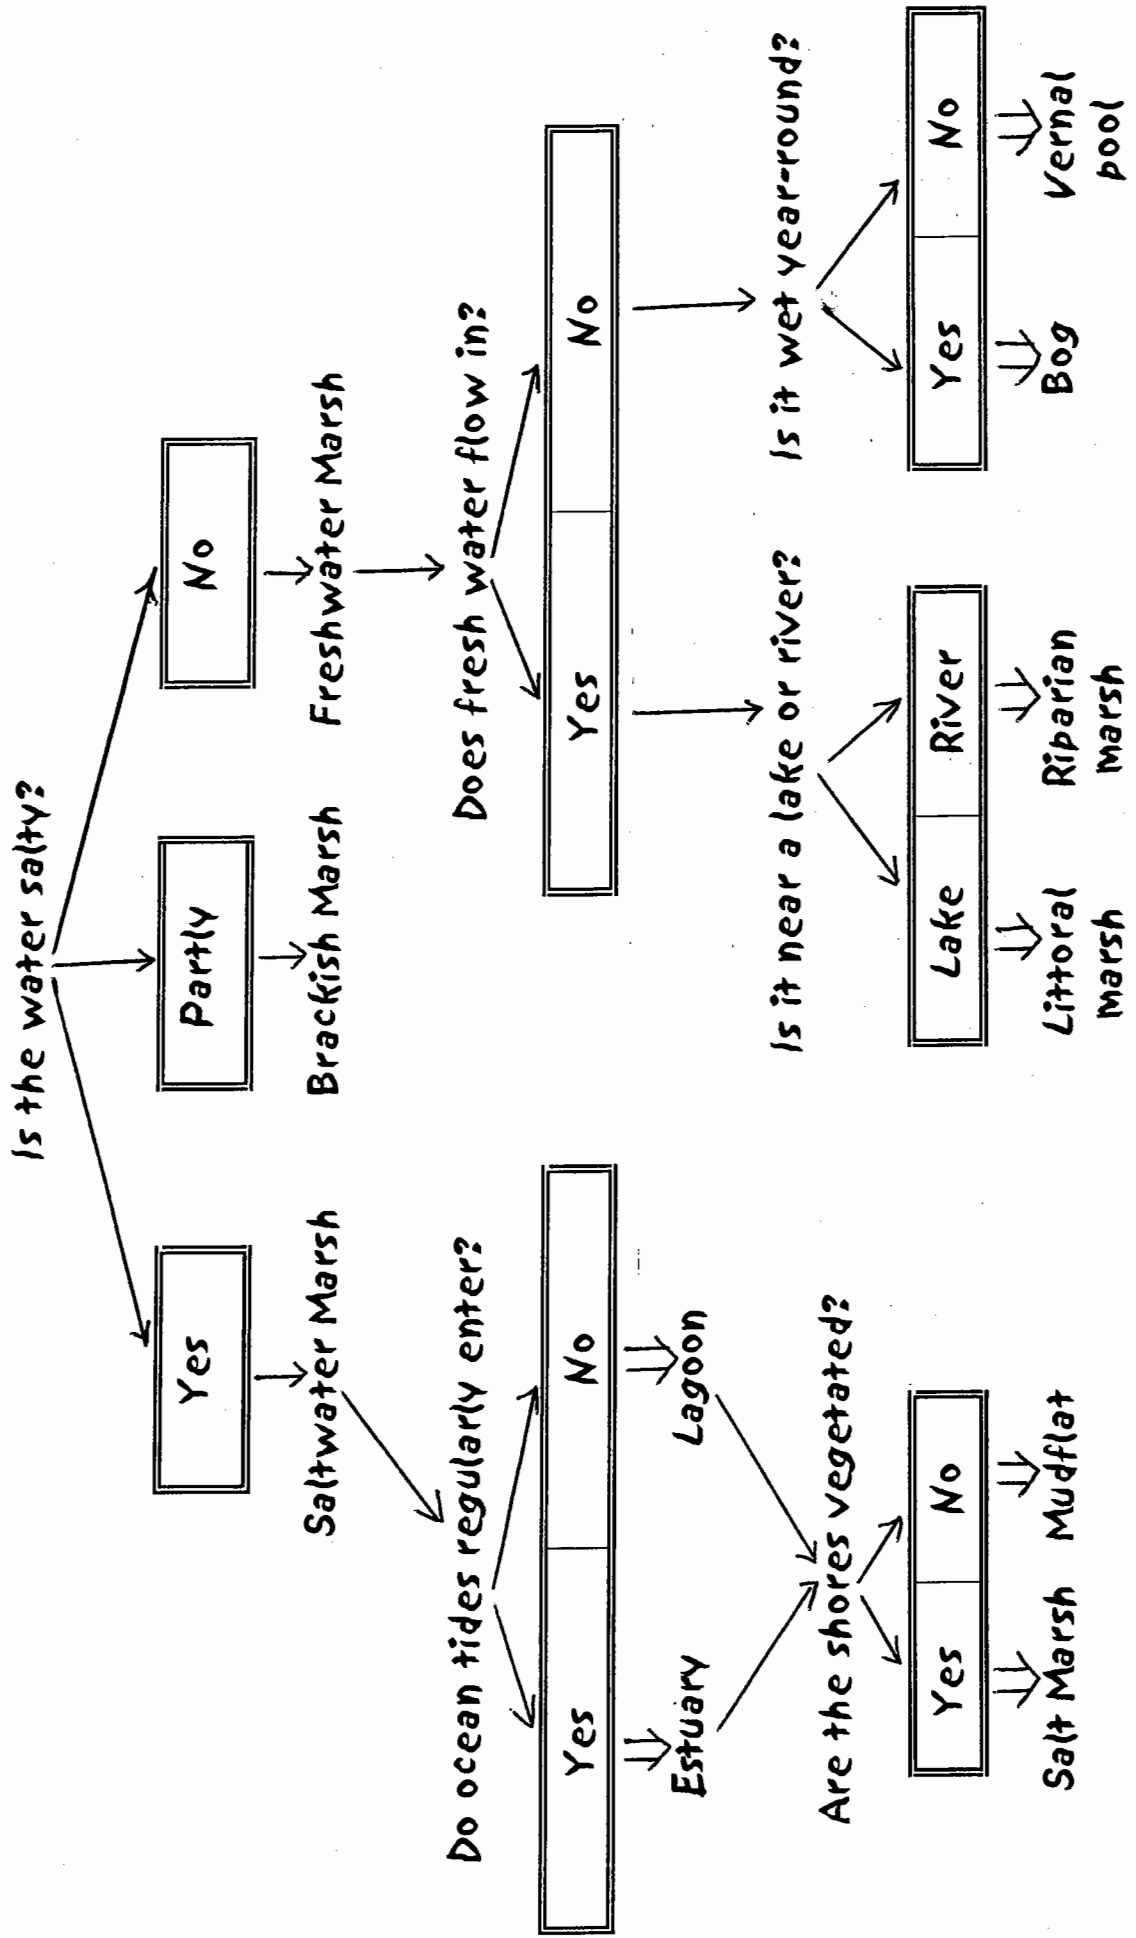 Is the water salty?
Yes
Partly
No
Saltwater Marsh
Brackish Marsh
Freshwater Marsh
Do ocean tides regularly enter?
Does fresh water flow in?
Yes
No
Yes
No
Estuary
Lagoon
Is it near a lake or river?
Is it wet year-round?
Are the shores vegetated?
Yes
No
Lake
River
Yes
No
Salt Marsh
Mudflat
Littoral
marsh
Riparian
marsh
Bog
Vernal
pool